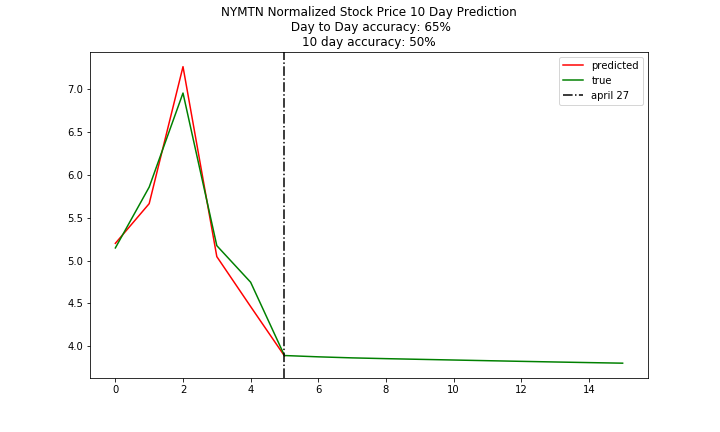 NYMTN Normalized Stock Price 10 Day Prediction
Day to Day accuracy: 65%
10 day accuracy: 50%
predicted
true
april 27
7.0
6.5
6.0
5.5
5.0
4.5
4.0
0 2 4 6 8 10 12 14